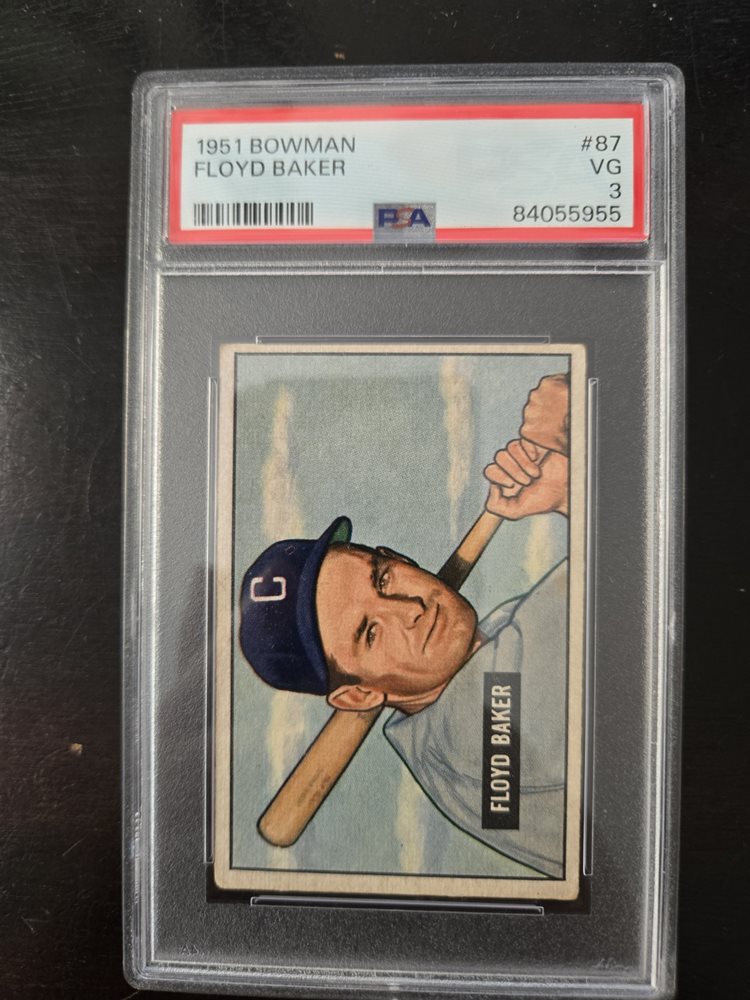 1951 BOWMAN #87
FLOYD BAKER VG
3
PSA 84055955
C
FLOYD BAKER